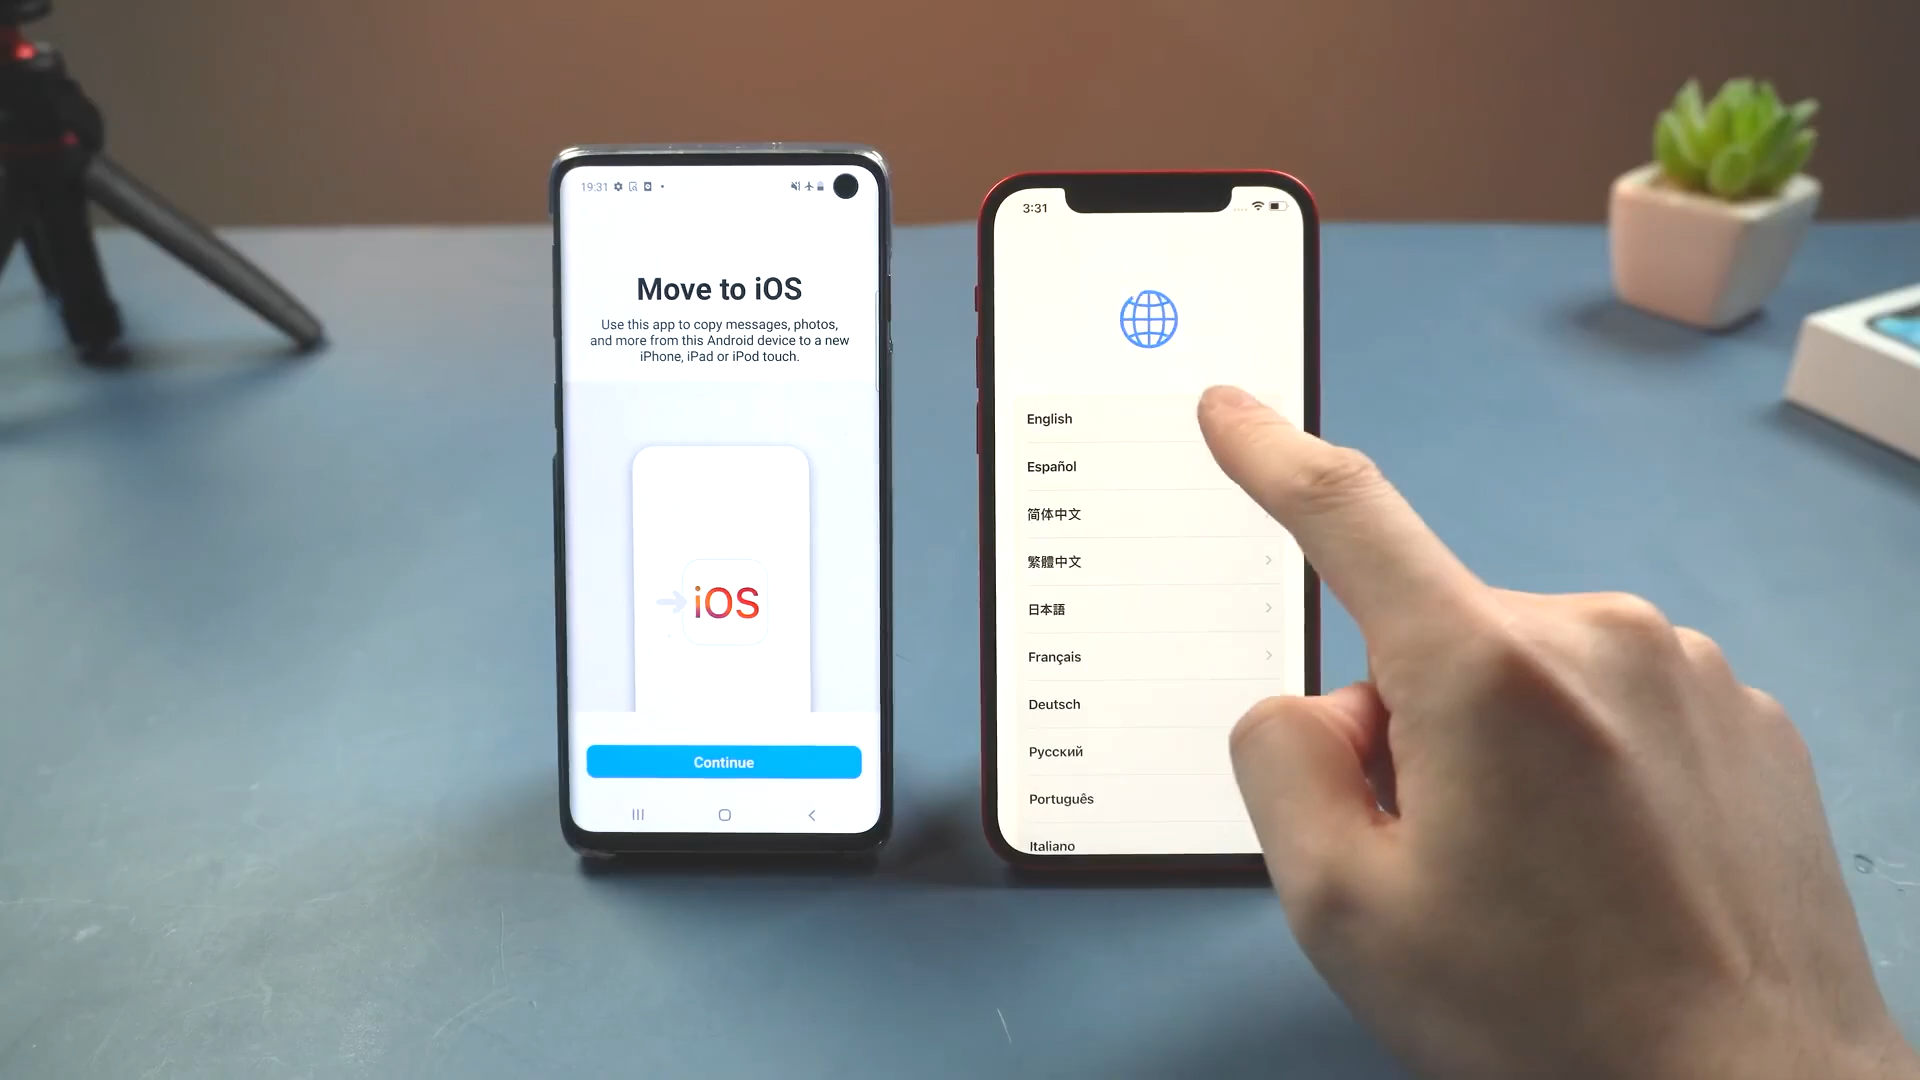 19:31
Move to iOS
Use this app to copy messages, photos,
and more from this Android device to a new
iPhone, iPad or iPod touch.
iOS
Continue
3:31
English
Español
简体中文
繁體中文
日本語
Français
Deutsch
Русский
Português
Italiano